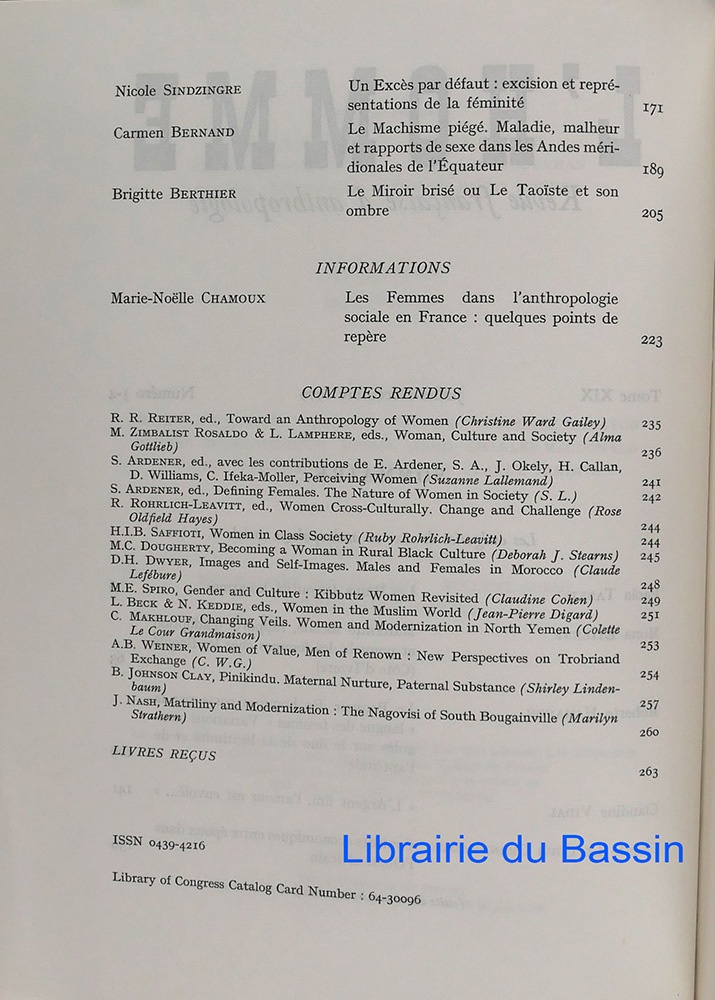 Nicole SINDZINGRE Un Excès par défaut : excision et repré-
sentations de la féminité 171
Carmen BERNAND Le Machisme piégé. Maladie, malheur
et rapports de sexe dans les Andes méri-
dionales de l'Équateur 189
Brigitte BERTHIER Le Miroir brisé ou Le Taoïste et son
ombre 205
INFORMATIONS
Marie-Noëlle CHAMOUX Les Femmes dans l'anthropologie
sociale en France : quelques points de
repère 223
COMPTES RENDUS
R. R. REITER, ed., Toward an Anthropology of Women (Christine Ward Gailey) 235
M. ZIMBALIST ROSALDO & L. LAMPHERE, eds., Woman, Culture and Society (Alma
Gottlieb) 236
S. ARDENER, ed., avec les contributions de E. Ardener, S. A., J. Okely, H. Callan,
D. Williams, C. Ifeka-Moller, Perceiving Women (Suzanne Lallemand) 241
S. ARDENER, ed., Defining Females. The Nature of Women in Society (S. L.) 242
R. ROHRLICH-LEAVITT, ed., Women Cross-Culturally. Change and Challenge (Rose
Oldfield Hayes) 244
H.I.B. SAFFIOTI, Women in Class Society (Ruby Rohrlich-Leavitt) 244
M.C. DOUGHERTY, Becoming a Woman in Rural Black Culture (Deborah J. Stearns) 245
D.H. DWYER, Images and Self-Images. Males and Females in Morocco (Claude
Lefébure) 248
M.E. SPIRO, Gender and Culture : Kibbutz Women Revisited (Claudine Cohen) 249
L. BECK & N. KEDDIE, eds., Women in the Muslim World (Jean-Pierre Digard) 251
C. MAKHLOUF, Changing Veils. Women and Modernization in North Yemen (Colette
Le Cour Grandmaison) 253
A.B. WEINER, Women of Value, Men of Renown : New Perspectives on Trobriand
Exchange (C. W.G.) 254
B. JOHNSON CLAY, Pinikindu. Maternal Nurture, Paternal Substance (Shirley Linden-
baum) 257
J. NASH, Matriliny and Modernization : The Nagovisi of South Bougainville (Marilyn
Strathern) 260
LIVRES REÇUS 263
ISSN 0439-4216
Librairie du Bassin
Library of Congress Catalog Card Number : 64-30096